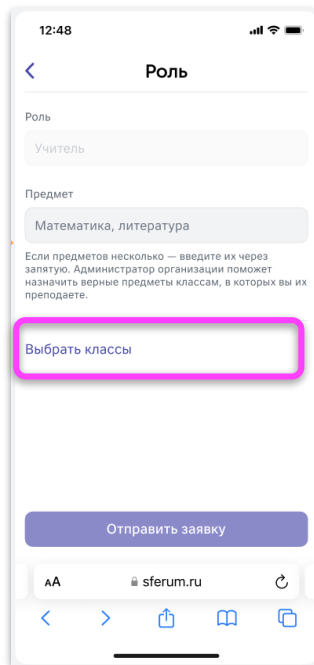 12:48
Роль
Роль
Учитель
Предмет
Математика, литература
Если предметов несколько — введите их через
запятую. Администратор организации поможет
назначить верные предметы классам, в которых вы их
преподаете.
Выбрать классы
Отправить заявку
АА sferum.ru